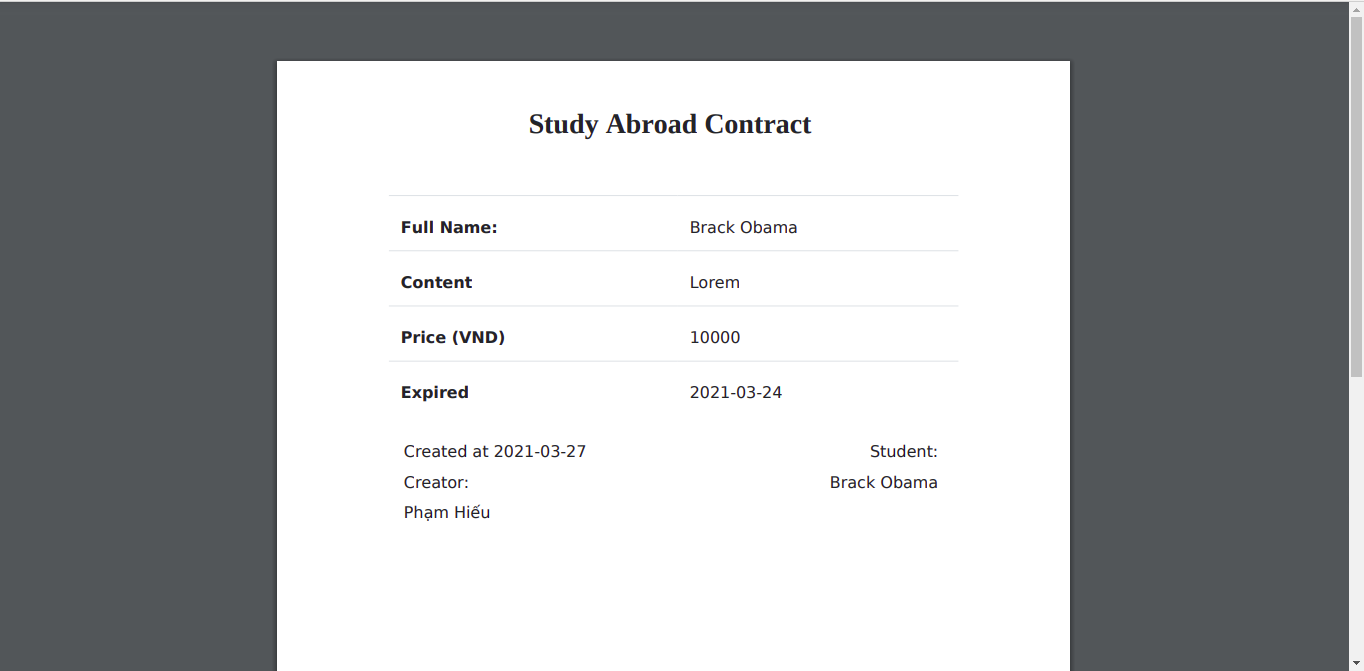 Study Abroad Contract
Full Name: Brack Obama
Content Lorem
Price (VND) 10000
Expired 2021-03-24
Created at 2021-03-27 Student:
Creator: Brack Obama
Phạm Hiếu